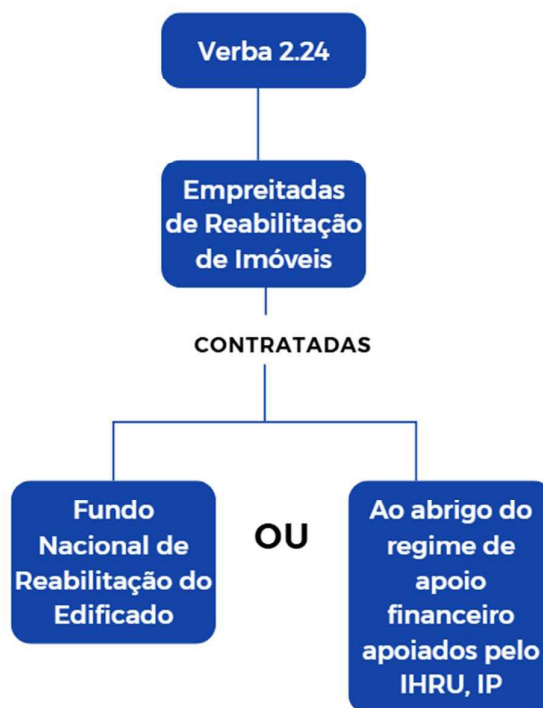 Verba 2.24
Empreitadas
de Reabilitação
de Imóveis
CONTRATADAS
Fundo
Nacional de
Reabilitação do
Edificado
OU
Ao abrigo do
regime de
apoio
financeiro
apoiados pelo
IHRU, IP